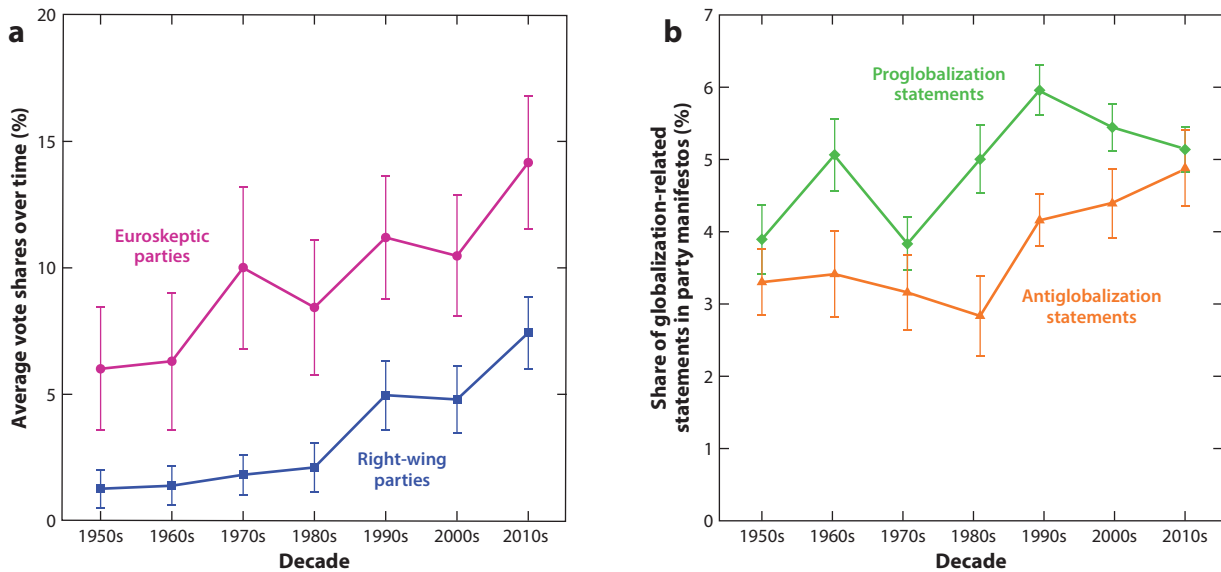 a
Average vote shares over time (%)
20
15
10
5
0
Euroskeptic
parties
Right-wing
parties
1950s 1960s 1970s 1980s 1990s 2000s 2010s
Decade
b
Share of globalization-related
statements in party manifestos (%)
7
6
5
4
3
2
1
0
Proglobalization
statements
Antiglobalization
statements
1950s 1960s 1970s 1980s 1990s 2000s 2010s
Decade